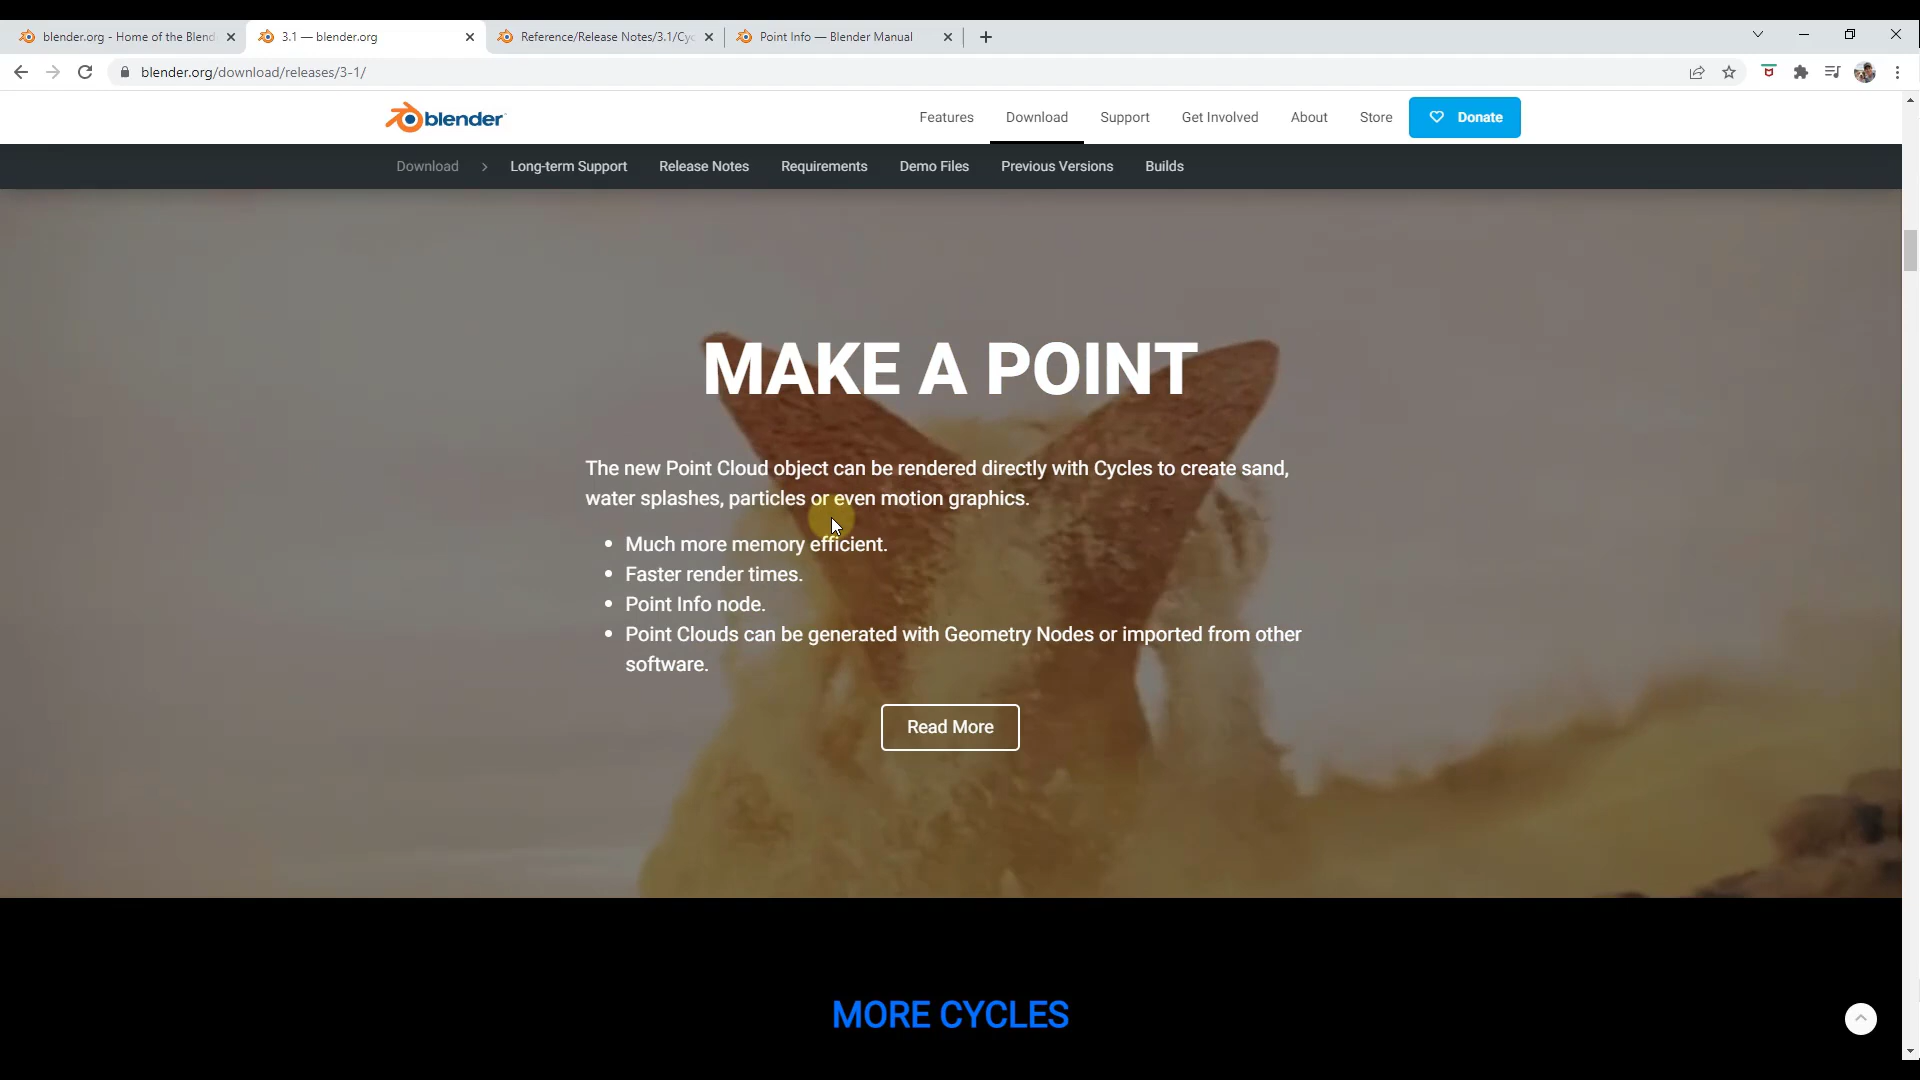 blender.org - Home of the Blend
3.1 — blender.org
Reference/Release Notes/3.1/Cyc
Point Info — Blender Manual
blender.org/download/releases/3-1/
blender
Features
Download
Support
Get Involved
About
Store
Donate
Download
Long-term Support
Release Notes
Requirements
Demo Files
Previous Versions
Builds
MAKE A POINT
The new Point Cloud object can be rendered directly with Cycles to create sand,
water splashes, particles or even motion graphics.
• Much more memory efficient.
• Faster render times.
• Point Info node.
• Point Clouds can be generated with Geometry Nodes or imported from other
software.
Read More
MORE CYCLES